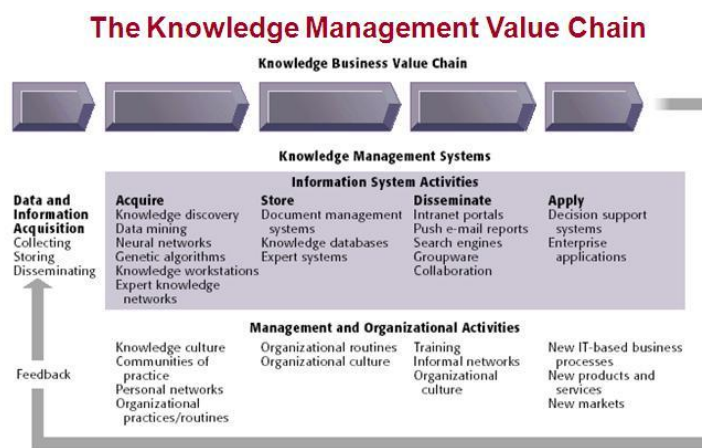 The Knowledge Management Value Chain
Knowledge Business Value Chain
Knowledge Management Systems
Information System Activities
Data and
Information
Acquisition
Collecting
Storing
Disseminating
Acquire
Knowledge discovery
Data mining
Neural networks
Genetic algorithms
Knowledge workstations
Expert knowledge
networks
Store
Document management
systems
Knowledge databases
Expert systems
Disseminate
Intranet portals
Push e-mail reports
Search engines
Groupware
Collaboration
Apply
Decision support
systems
Enterprise
applications
Management and Organizational Activities
Feedback
Knowledge culture
Communities of
practice
Personal networks
Organizational
practices/routines
Organizational routines
Organizational culture
Training
Informal networks
Organizational
culture
New IT-based business
processes
New products and
services
New markets